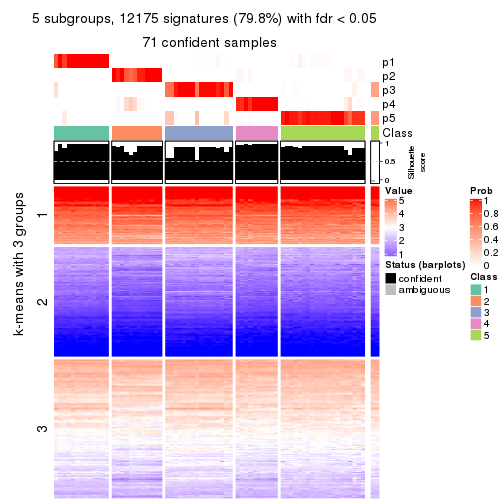 5 subgroups, 12175 signatures (79.8%) with fdr < 0.05
71 confident samples
p1
p2
p3
p4
p5
Class
1
0.5
0
Silhouette
score
k-means with 3 groups
1
2
3
Value
5
4
3
2
1
Status (barplots)
confident
ambiguous
Prob
1
0.8
0.6
0.4
0.2
0
Class
1
2
3
4
5